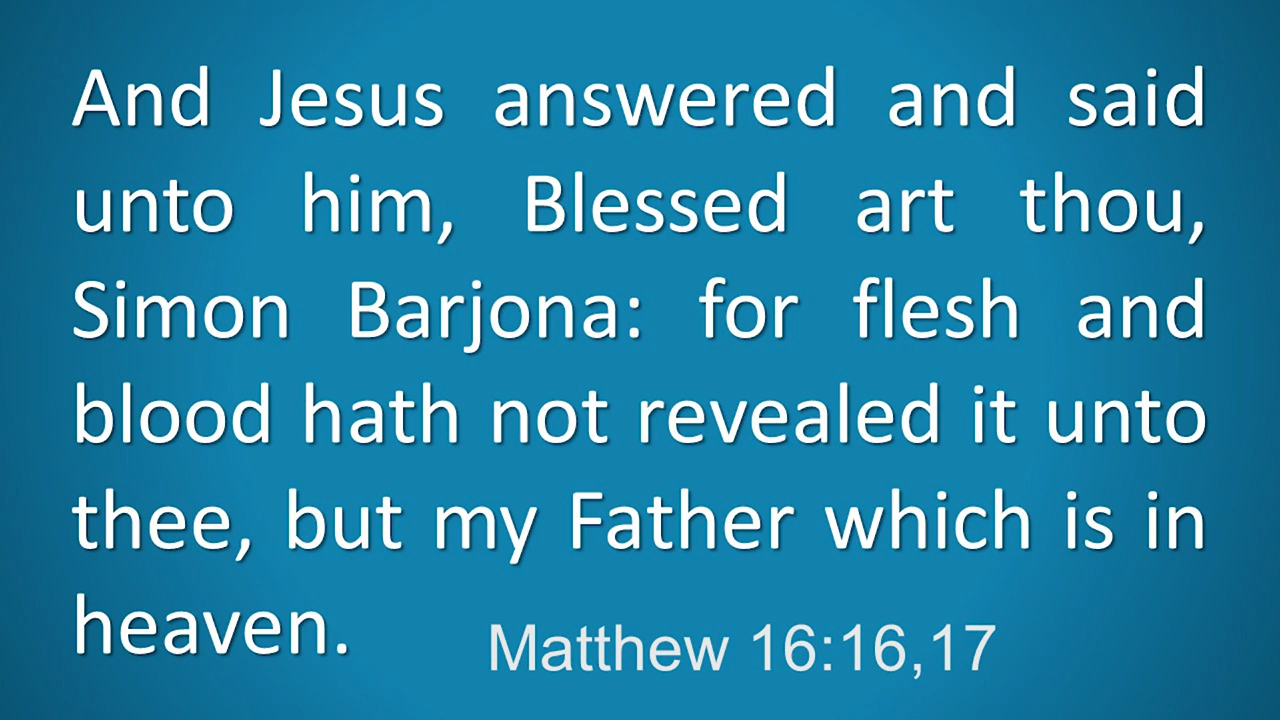 And Jesus answered and said
unto him, Blessed art thou,
Simon Barjona: for flesh and
blood hath not revealed it unto
thee, but my Father which is in
heaven.
Matthew 16:16,17